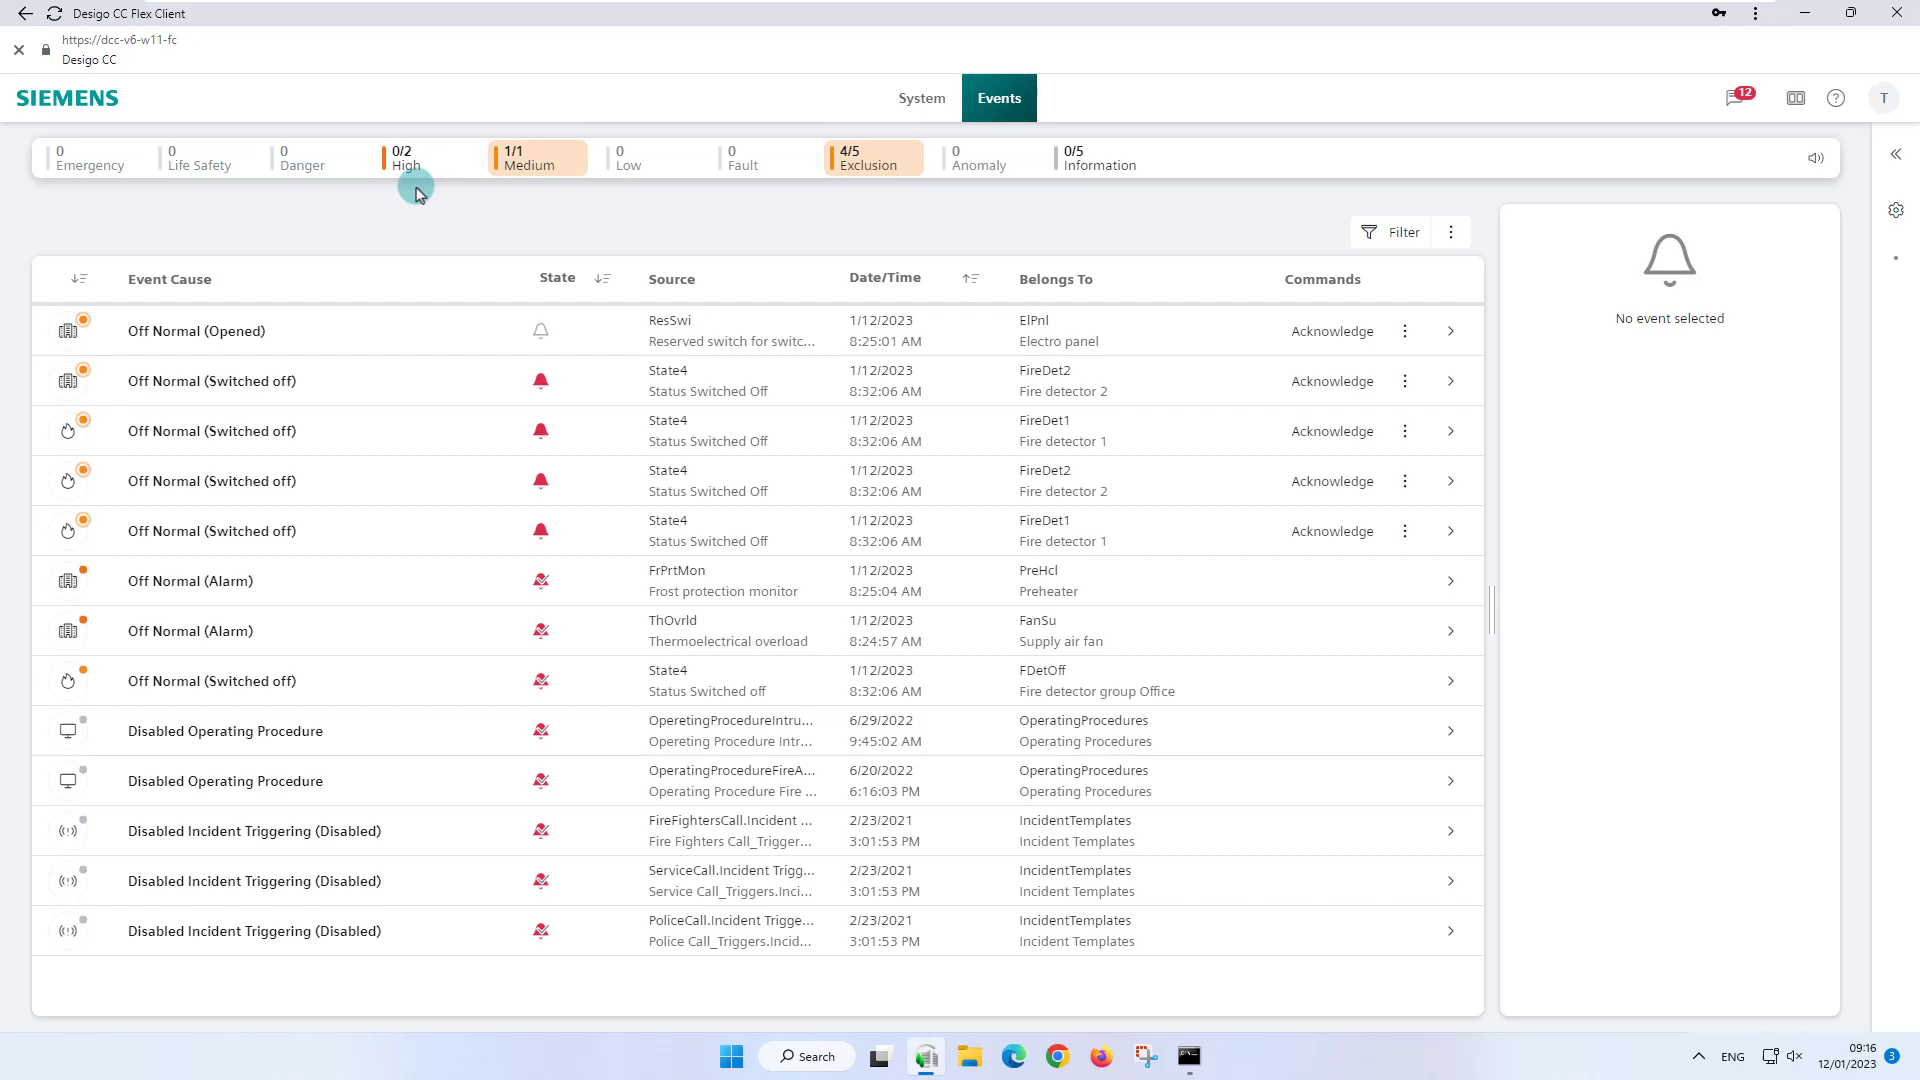 Desigo CC Flex Client
https://dcc-v6-w11-fc
Desigo CC
SIEMENS
System
Events
12
T
0
Emergency
0
Life Safety
0
Danger
0/2
High
1/1
Medium
0
Low
0
Fault
4/5
Exclusion
0
Anomaly
0/5
Information
Filter
Event Cause
State
Source
Date/Time
Belongs To
Commands
No event selected
Off Normal (Opened)
ResSwi
Reserved switch for switc...
1/12/2023
8:25:01 AM
ElPnl
Electro panel
Acknowledge
Off Normal (Switched off)
State4
Status Switched Off
1/12/2023
8:32:06 AM
FireDet2
Fire detector 2
Acknowledge
Off Normal (Switched off)
State4
Status Switched Off
1/12/2023
8:32:06 AM
FireDet1
Fire detector 1
Acknowledge
Off Normal (Switched off)
State4
Status Switched Off
1/12/2023
8:32:06 AM
FireDet2
Fire detector 2
Acknowledge
Off Normal (Switched off)
State4
Status Switched Off
1/12/2023
8:32:06 AM
FireDet1
Fire detector 1
Acknowledge
Off Normal (Alarm)
FrPrtMon
Frost protection monitor
1/12/2023
8:25:04 AM
PreHcl
Preheater
Off Normal (Alarm)
ThOvrld
Thermoelectrical overload
1/12/2023
8:24:57 AM
FanSu
Supply air fan
Off Normal (Switched off)
State4
Status Switched off
1/12/2023
8:32:06 AM
FDetOff
Fire detector group Office
Disabled Operating Procedure
OperetingProcedureIntru...
Opereting Procedure Intr...
6/29/2022
9:45:02 AM
OperatingProcedures
Operating Procedures
Disabled Operating Procedure
OperatingProcedureFireA...
Operating Procedure Fire ...
6/20/2022
6:16:03 PM
OperatingProcedures
Operating Procedures
Disabled Incident Triggering (Disabled)
FireFightersCall.Incident ...
Fire Fighters Call_Trigger...
2/23/2021
3:01:53 PM
IncidentTemplates
Incident Templates
Disabled Incident Triggering (Disabled)
ServiceCall.Incident Trigg...
Service Call_Triggers.Inci...
2/23/2021
3:01:53 PM
IncidentTemplates
Incident Templates
Disabled Incident Triggering (Disabled)
PoliceCall.Incident Trigge...
Police Call_Triggers.Incid...
2/23/2021
3:01:53 PM
IncidentTemplates
Incident Templates
Search
ENG
09:16
12/01/2023
3